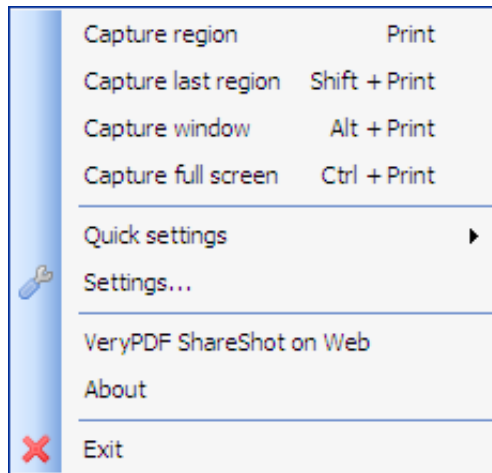 Capture region Print
Capture last region Shift + Print
Capture window Alt + Print
Capture full screen Ctrl + Print
Quick settings
Settings...
VeryPDF ShareShot on Web
About
Exit